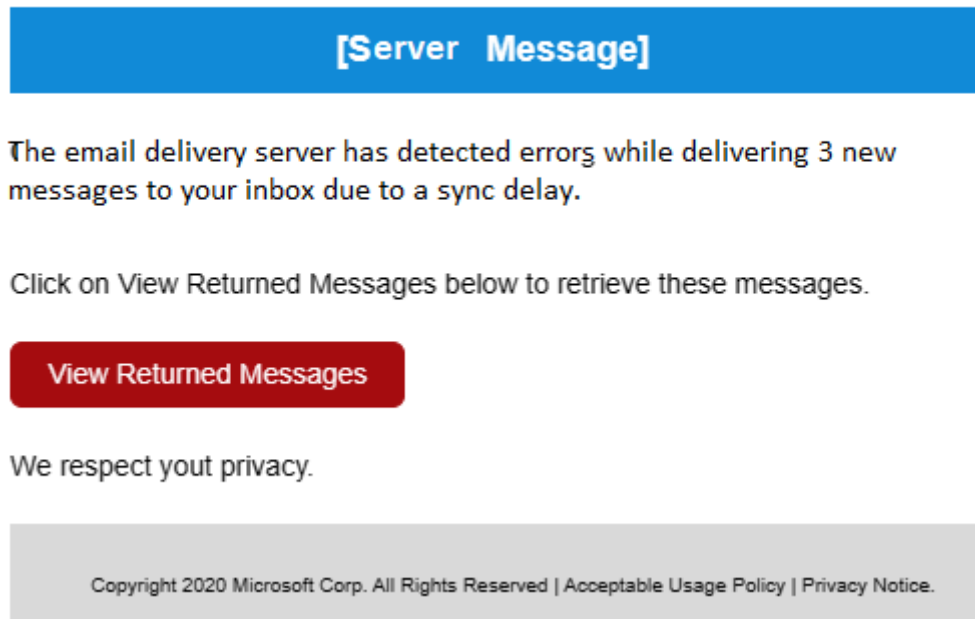 [Server Message]
The email delivery server has detected errors while delivering 3 new
messages to your inbox due to a sync delay.
Click on View Returned Messages below to retrieve these messages.
View Returned Messages
We respect yout privacy.
Copyright 2020 Microsoft Corp. All Rights Reserved | Acceptable Usage Policy | Privacy Notice.